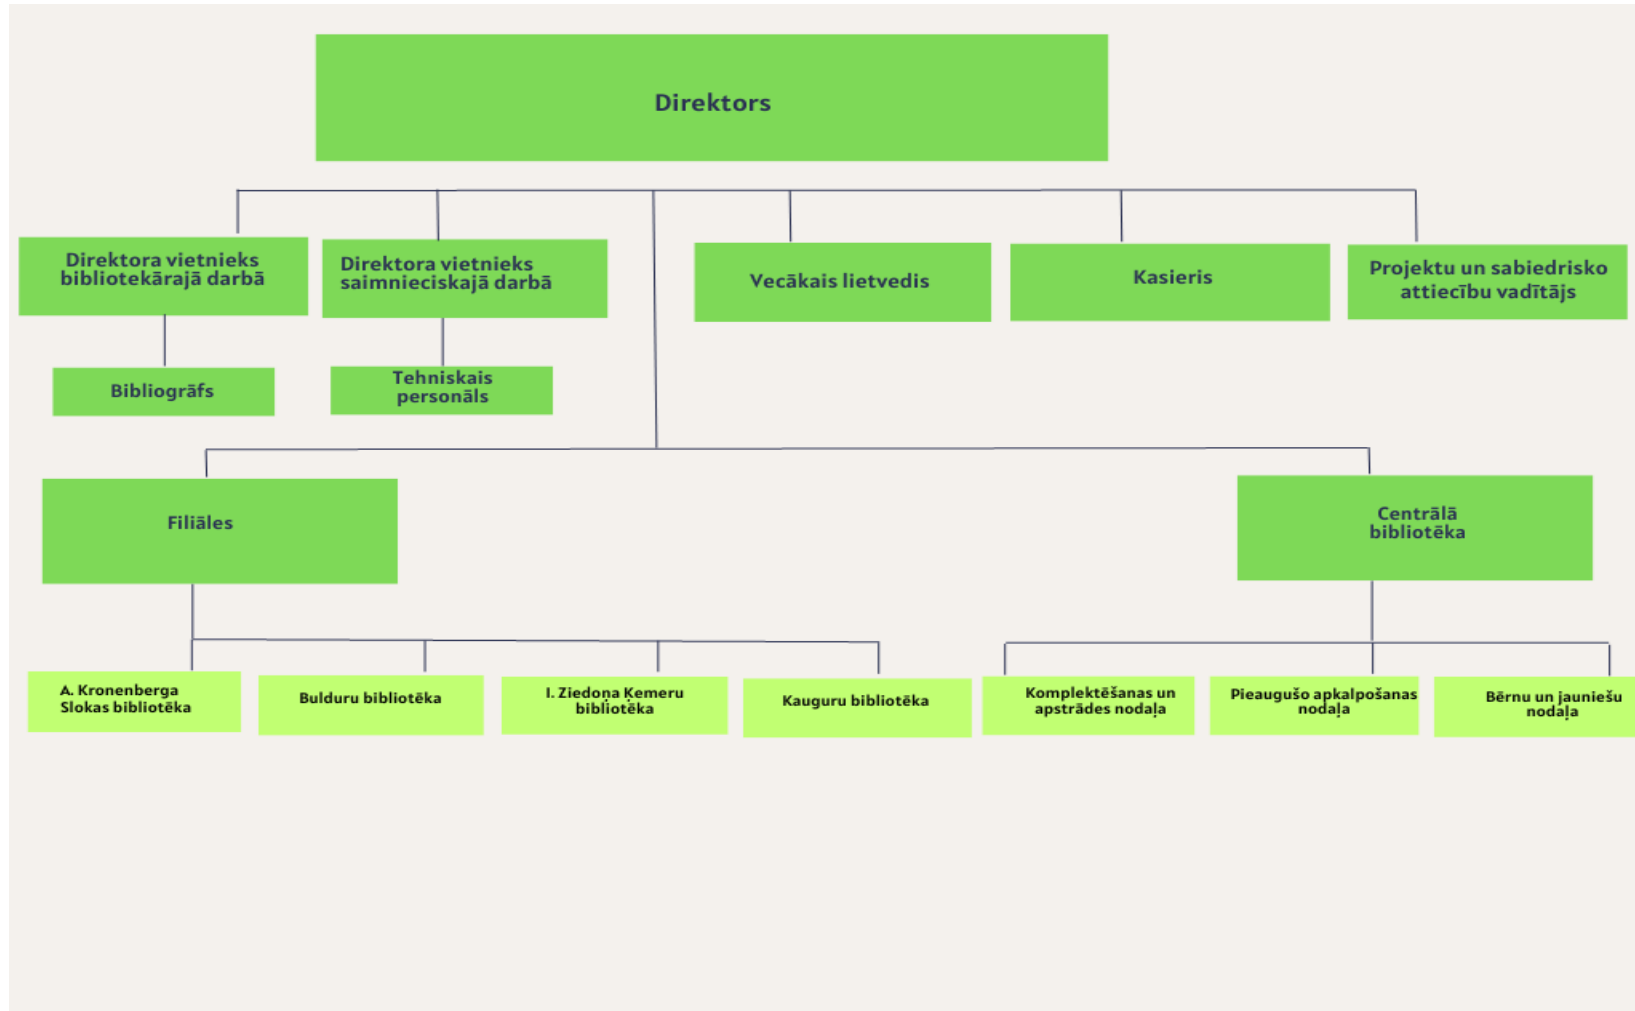 Direktors
Direktora vietnieks
bibliotekārajā darbā
Direktora vietnieks
saimnieciskajā darbā
Vecākais lietvedis
Kasieris
Projektu un sabiedrisko
attiecību vadītājs
Bibliogrāfs
Tehniskais
personāls
Filiāles
Centrālā
bibliotēka
A. Kronenberga
Slokas bibliotēka
Bulduru bibliotēka
I. Ziedoņa Ķemeru
bibliotēka
Kauguru bibliotēka
Komplektēšanas un
apstrādes nodaļa
Pieaugušo apkalpošanas
nodaļa
Bērnu un jauniešu
nodaļa